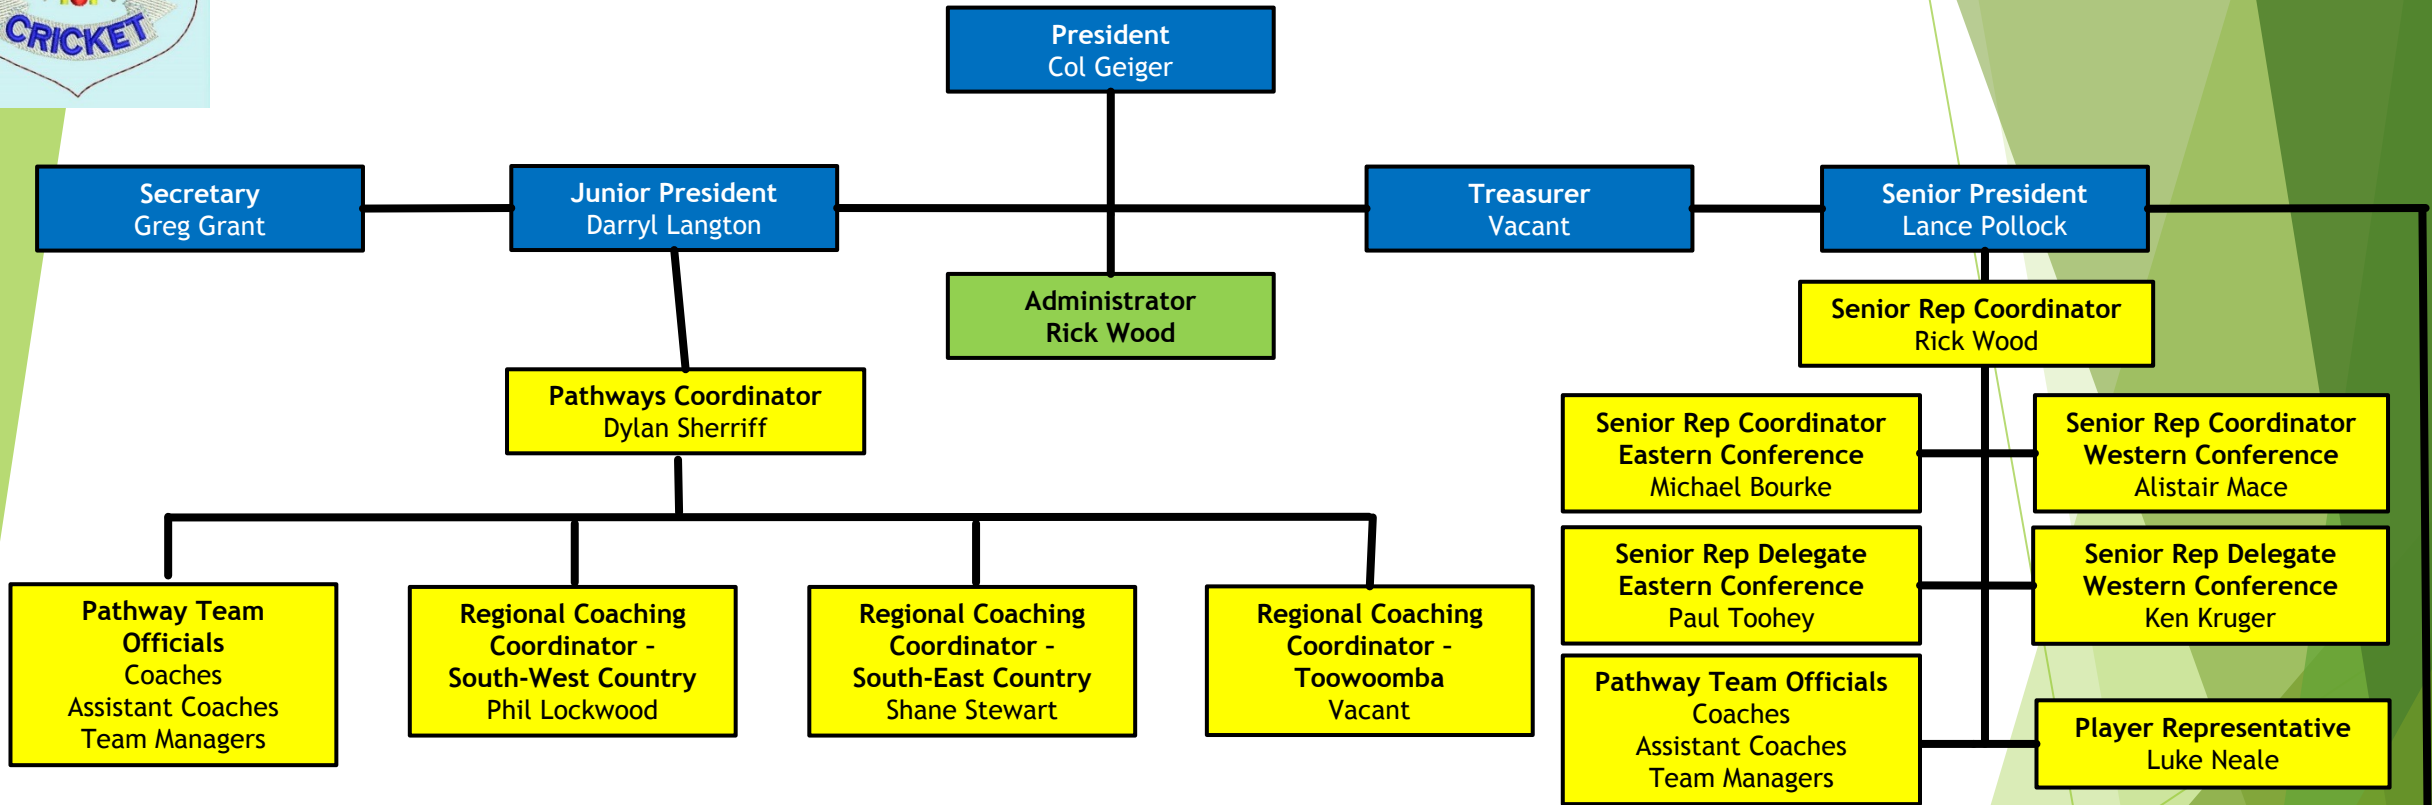 CRICKET
President
Col Geiger
Secretary
Greg Grant
Junior President
Darryl Langton
Treasurer
Vacant
Senior President
Lance Pollock
Administrator
Rick Wood
Senior Rep Coordinator
Rick Wood
Pathways Coordinator
Dylan Sherriff
Senior Rep Coordinator
Eastern Conference
Michael Bourke
Senior Rep Coordinator
Western Conference
Alistair Mace
Senior Rep Delegate
Eastern Conference
Paul Toohey
Senior Rep Delegate
Western Conference
Ken Kruger
Pathway Team
Officials
Coaches
Assistant Coaches
Team Managers
Regional Coaching
Coordinator –
South-West Country
Phil Lockwood
Regional Coaching
Coordinator –
South-East Country
Shane Stewart
Regional Coaching
Coordinator –
Toowoomba
Vacant
Pathway Team Officials
Coaches
Assistant Coaches
Team Managers
Player Representative
Luke Neale